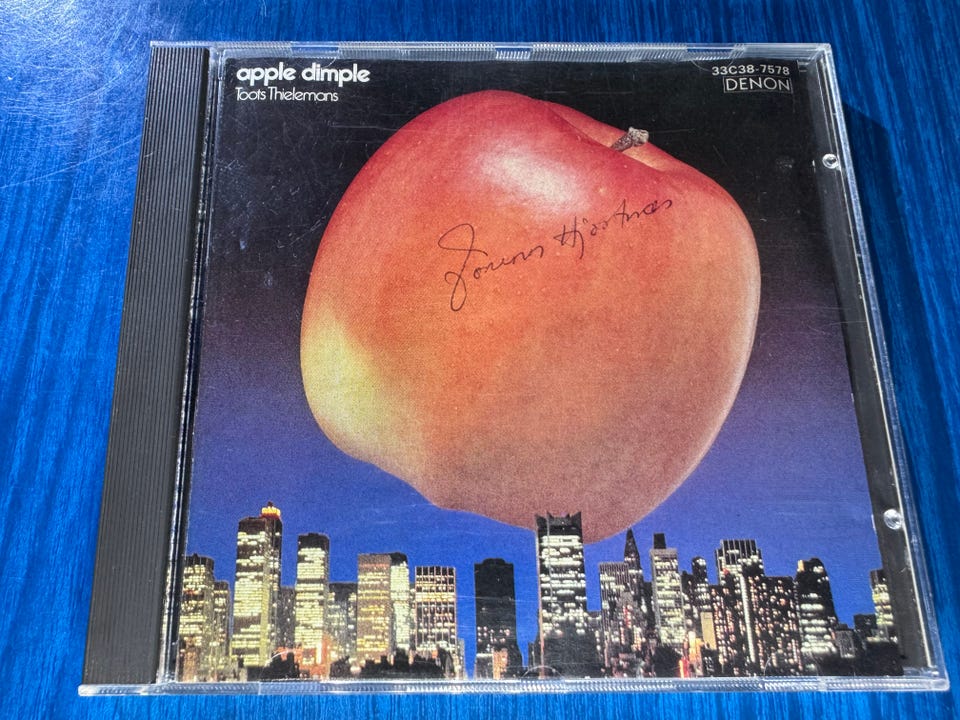 apple dimple
Toots Thielemans
33C38-7578
DENON